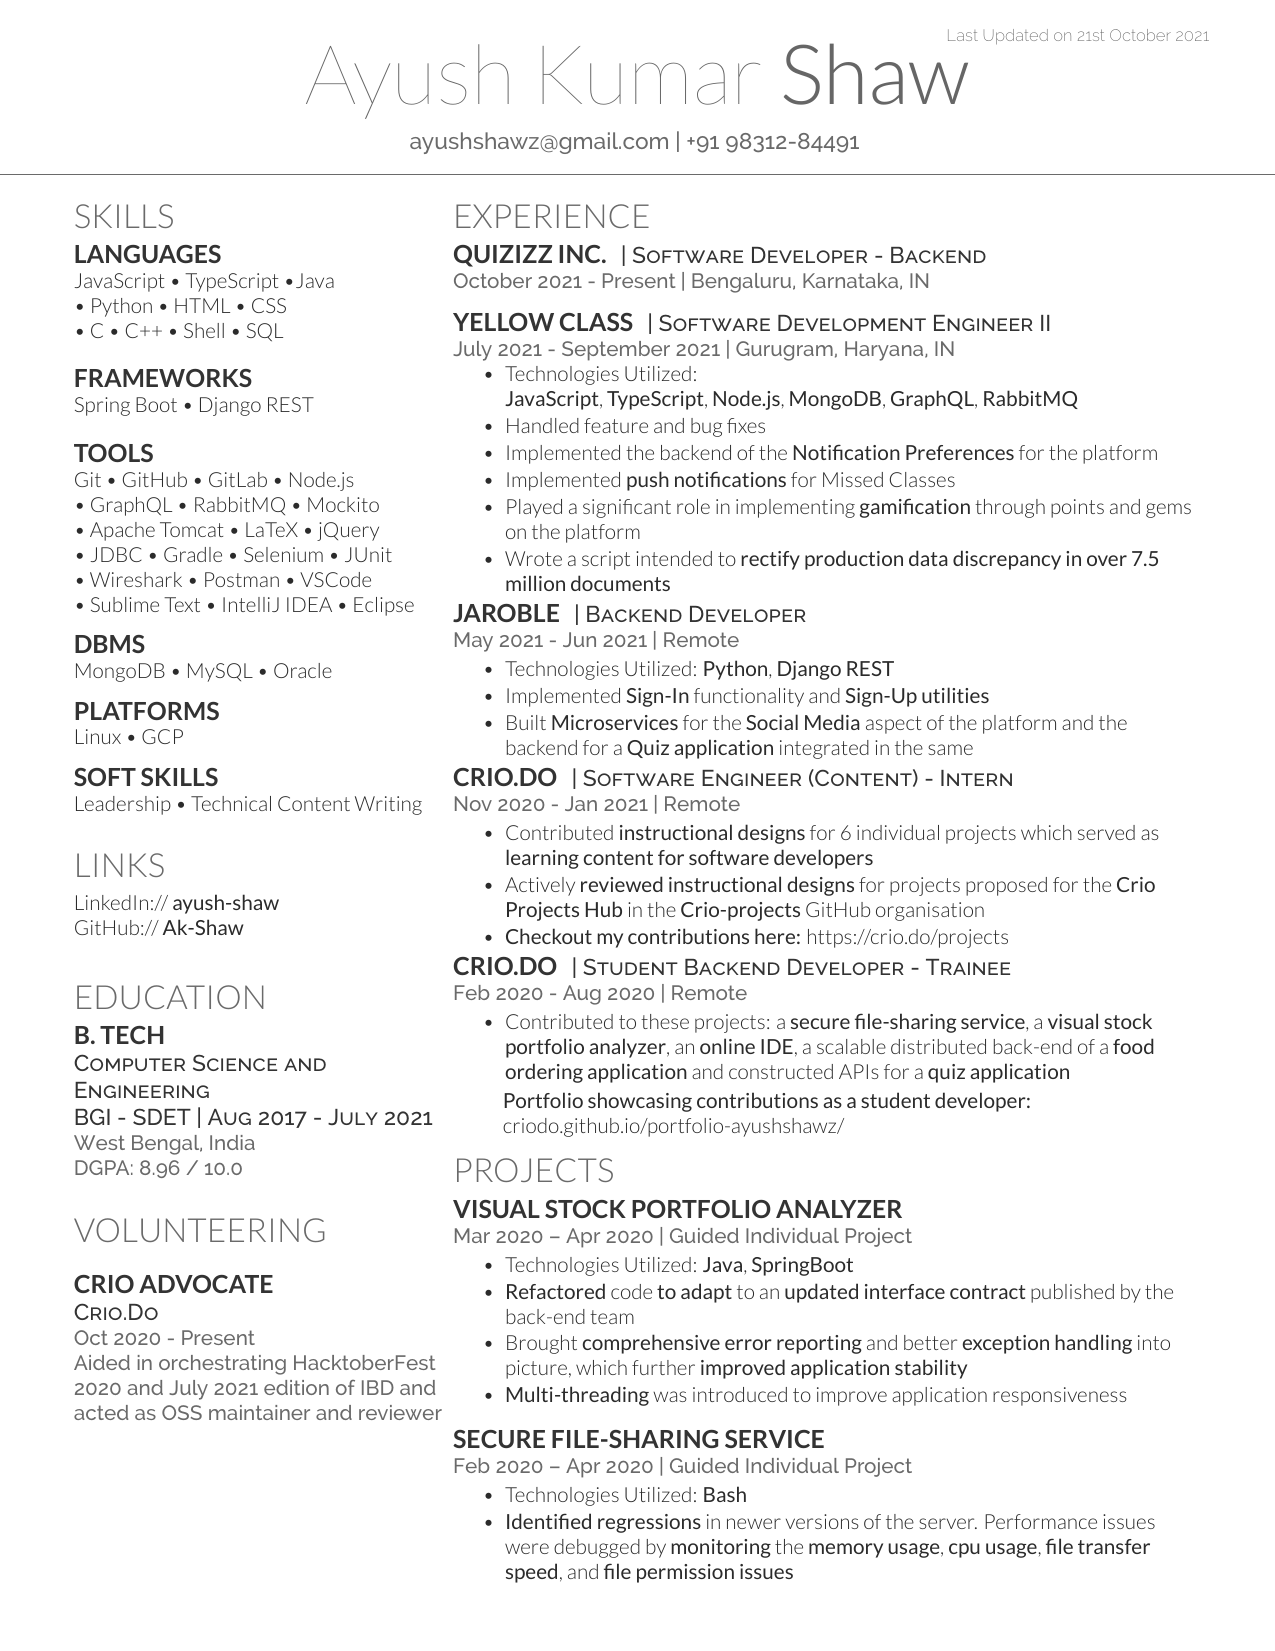 Last Updated on 21st October 2021
Ayush Kumar Shaw
ayushshawz@gmail.com | +91 98312-84491
SKILLS
LANGUAGES
JavaScript • TypeScript •Java
• Python • HTML • CSS
• C • C++ • Shell • SQL
FRAMEWORKS
Spring Boot • Django REST
TOOLS
Git • GitHub • GitLab • Node.js
• GraphQL • RabbitMQ • Mockito
• Apache Tomcat • LaTeX • jQuery
• JDBC • Gradle • Selenium • JUnit
• Wireshark • Postman • VSCode
• Sublime Text • IntelliJ IDEA • Eclipse
DBMS
MongoDB • MySQL • Oracle
PLATFORMS
Linux • GCP
SOFT SKILLS
Leadership • Technical Content Writing
LINKS
LinkedIn:// ayush-shaw
GitHub:// Ak-Shaw
EDUCATION
B. TECH
Computer Science and
Engineering
BGI - SDET | Aug 2017 - July 2021
West Bengal, India
DGPA: 8.96 / 10.0
VOLUNTEERING
CRIO ADVOCATE
Crio.Do
Oct 2020 - Present
Aided in orchestrating HacktoberFest
2020 and July 2021 edition of IBD and
acted as OSS maintainer and reviewer
EXPERIENCE
QUIZIZZ INC. | Software Developer - Backend
October 2021 - Present | Bengaluru, Karnataka, IN
YELLOW CLASS | Software Development Engineer II
July 2021 - September 2021 | Gurugram, Haryana, IN
• Technologies Utilized:
JavaScript, TypeScript, Node.js, MongoDB, GraphQL, RabbitMQ
• Handled feature and bug fixes
• Implemented the backend of the Notification Preferences for the platform
• Implemented push notifications for Missed Classes
• Played a significant role in implementing gamification through points and gems
on the platform
• Wrote a script intended to rectify production data discrepancy in over 7.5
million documents
JAROBLE | Backend Developer
May 2021 - Jun 2021 | Remote
• Technologies Utilized: Python, Django REST
• Implemented Sign-In functionality and Sign-Up utilities
• Built Microservices for the Social Media aspect of the platform and the
backend for a Quiz application integrated in the same
CRIO.DO | Software Engineer (Content) - Intern
Nov 2020 - Jan 2021 | Remote
• Contributed instructional designs for 6 individual projects which served as
learning content for software developers
• Actively reviewed instructional designs for projects proposed for the Crio
Projects Hub in the Crio-projects GitHub organisation
• Checkout my contributions here: https://crio.do/projects
CRIO.DO | Student Backend Developer - Trainee
Feb 2020 - Aug 2020 | Remote
• Contributed to these projects: a secure file-sharing service, a visual stock
portfolio analyzer, an online IDE, a scalable distributed back-end of a food
ordering application and constructed APIs for a quiz application
Portfolio showcasing contributions as a student developer:
criodo.github.io/portfolio-ayushshawz/
PROJECTS
VISUAL STOCK PORTFOLIO ANALYZER
Mar 2020 – Apr 2020 | Guided Individual Project
• Technologies Utilized: Java, SpringBoot
• Refactored code to adapt to an updated interface contract published by the
back-end team
• Brought comprehensive error reporting and better exception handling into
picture, which further improved application stability
• Multi-threading was introduced to improve application responsiveness
SECURE FILE-SHARING SERVICE
Feb 2020 – Apr 2020 | Guided Individual Project
• Technologies Utilized: Bash
• Identified regressions in newer versions of the server. Performance issues
were debugged by monitoring the memory usage, cpu usage, file transfer
speed, and file permission issues